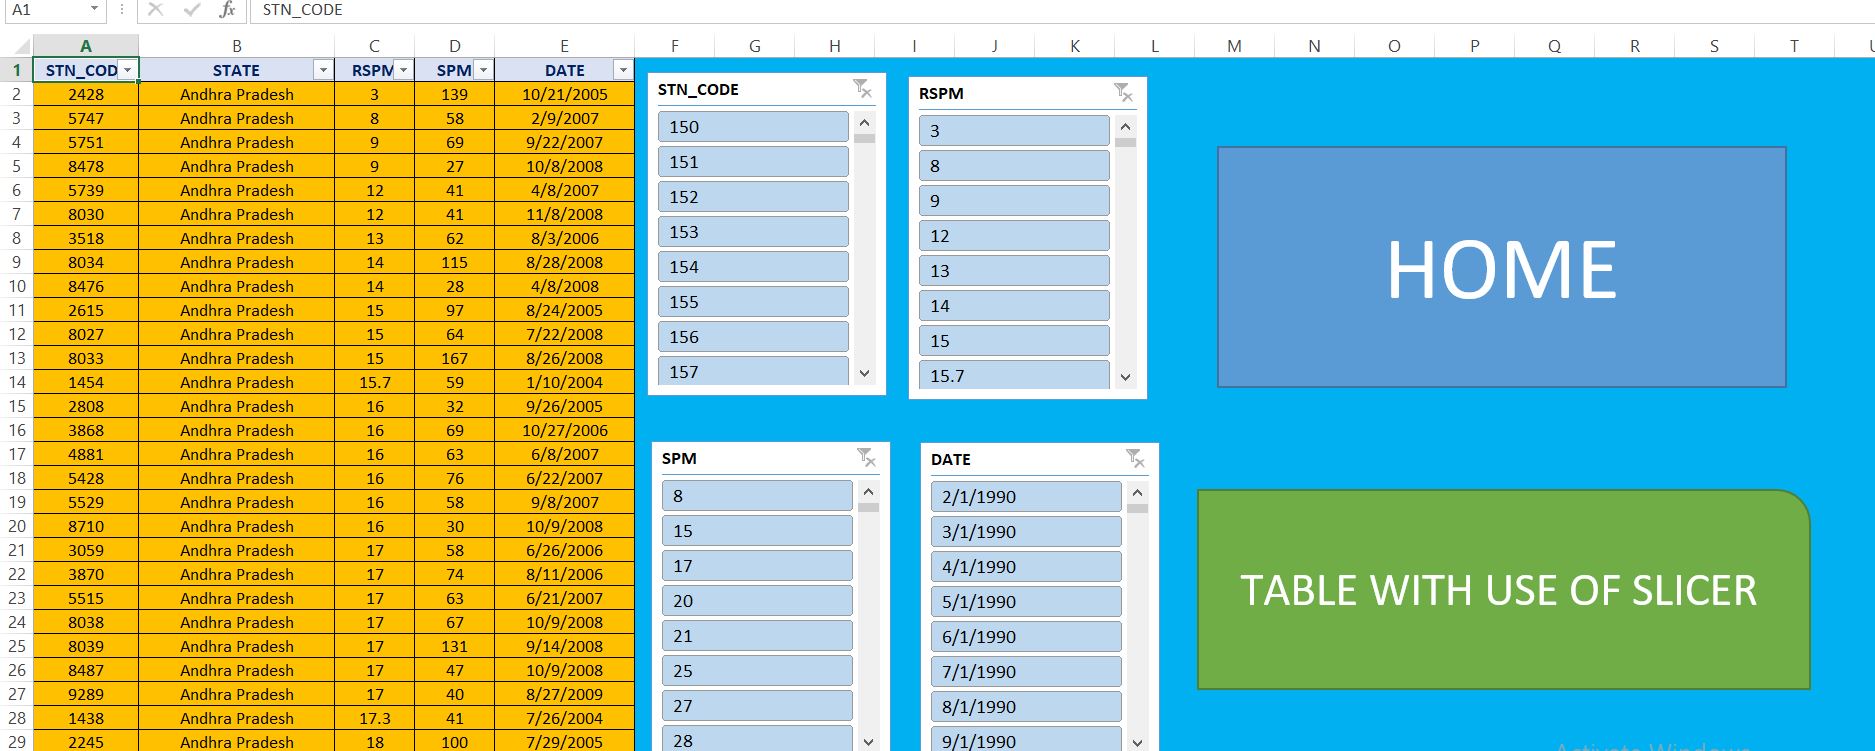 A1 fx STN_CODE
A B C D E F G H I J K L M N O P Q R S T
1 STN_COD STATE RSPM SPM DATE
2 2428 Andhra Pradesh 3 139 10/21/2005
3 5747 Andhra Pradesh 8 58 2/9/2007
4 5751 Andhra Pradesh 9 69 9/22/2007
5 8478 Andhra Pradesh 9 27 10/8/2008
6 5739 Andhra Pradesh 12 41 4/8/2007
7 8030 Andhra Pradesh 12 41 11/8/2008
8 3518 Andhra Pradesh 13 62 8/3/2006
9 8034 Andhra Pradesh 14 115 8/28/2008
10 8476 Andhra Pradesh 14 28 4/8/2008
11 2615 Andhra Pradesh 15 97 8/24/2005
12 8027 Andhra Pradesh 15 64 7/22/2008
13 8033 Andhra Pradesh 15 167 8/26/2008
14 1454 Andhra Pradesh 15.7 59 1/10/2004
15 2808 Andhra Pradesh 16 32 9/26/2005
16 3868 Andhra Pradesh 16 69 10/27/2006
17 4881 Andhra Pradesh 16 63 6/8/2007
18 5428 Andhra Pradesh 16 76 6/22/2007
19 5529 Andhra Pradesh 16 58 9/8/2007
20 8710 Andhra Pradesh 16 30 10/9/2008
21 3059 Andhra Pradesh 17 58 6/26/2006
22 3870 Andhra Pradesh 17 74 8/11/2006
23 5515 Andhra Pradesh 17 63 6/21/2007
24 8038 Andhra Pradesh 17 67 10/9/2008
25 8039 Andhra Pradesh 17 131 9/14/2008
26 8487 Andhra Pradesh 17 47 10/9/2008
27 9289 Andhra Pradesh 17 40 8/27/2009
28 1438 Andhra Pradesh 17.3 41 7/26/2004
29 2245 Andhra Pradesh 18 100 7/29/2005
STN_CODE
150
151
152
153
154
155
156
157
RSPM
3
8
9
12
13
14
15
15.7
SPM
8
15
17
20
21
25
27
28
DATE
2/1/1990
3/1/1990
4/1/1990
5/1/1990
6/1/1990
7/1/1990
8/1/1990
9/1/1990
HOME
TABLE WITH USE OF SLICER